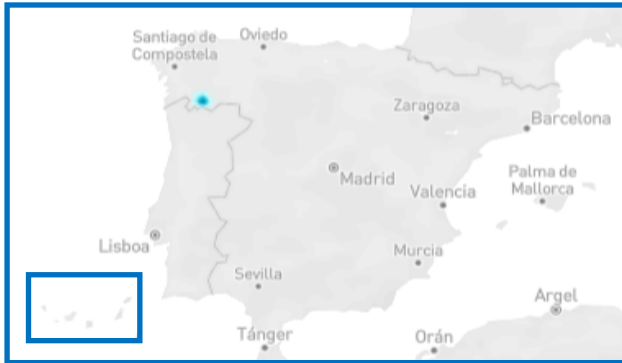 Santiago de
Compostela
Oviedo
Zaragoza
Barcelona
Madrid
Palma de
Mallorca
Valencia
Lisboa
Murcia
Sevilla
Argel
Tánger
Orán